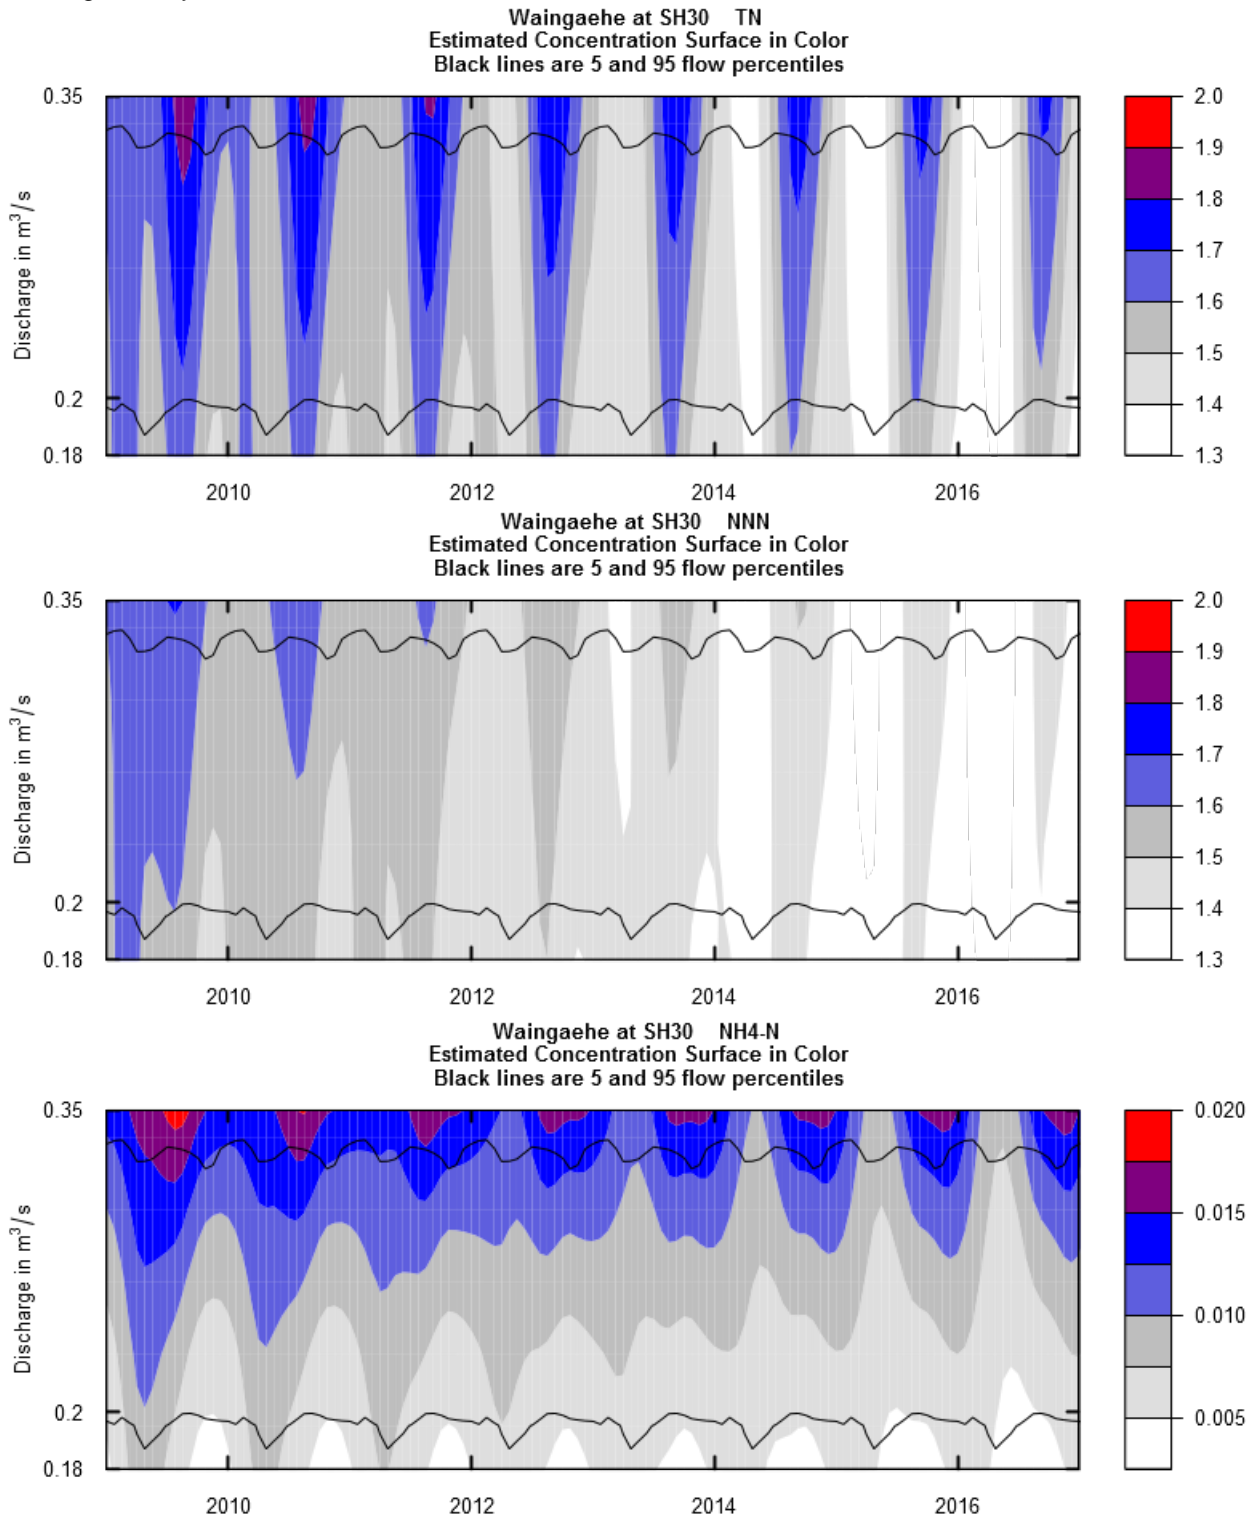 Waingaehe at SH30 TN
Estimated Concentration Surface in Color
Black lines are 5 and 95 flow percentiles
0.35
0.2
0.18
Discharge in m³/s
2010 2012 2014 2016
2.0
1.9
1.8
1.7
1.6
1.5
1.4
1.3
Waingaehe at SH30 NNN
Estimated Concentration Surface in Color
Black lines are 5 and 95 flow percentiles
0.35
0.2
0.18
Discharge in m³/s
2010 2012 2014 2016
2.0
1.9
1.8
1.7
1.6
1.5
1.4
1.3
Waingaehe at SH30 NH4-N
Estimated Concentration Surface in Color
Black lines are 5 and 95 flow percentiles
0.35
0.2
0.18
Discharge in m³/s
2010 2012 2014 2016
0.020
0.015
0.010
0.005